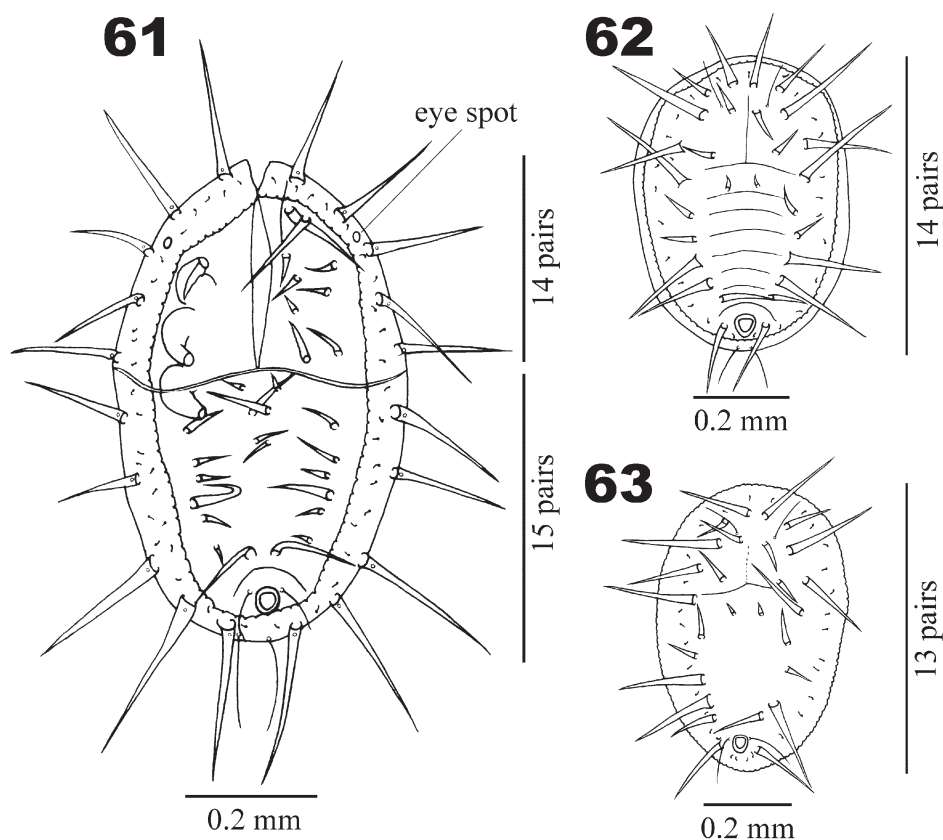 61
eye spot
14 pairs
15 pairs
0.2 mm
62
14 pairs
0.2 mm
63
13 pairs
0.2 mm